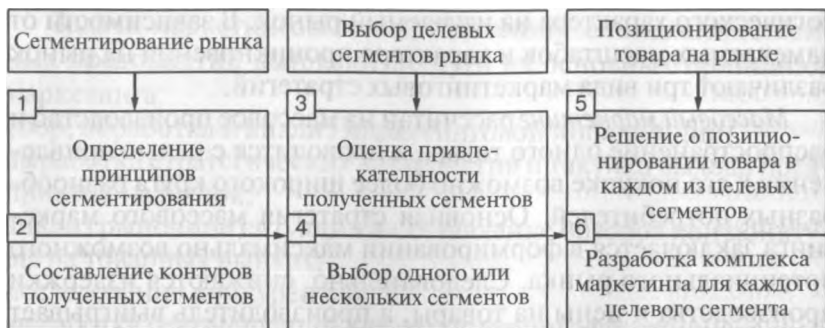 Сегментирование рынка
Выбор целевых
сегментов рынка
Позиционирование
товара на рынке
1
Определение
принципов
сегментирования
2
Составление контуров
полученных сегментов
3
Оценка привле-
кательности
полученных сегментов
4
Выбор одного или
нескольких сегментов
5
Решение о позицио-
нировании товара в
каждом из целевых
сегментов
6
Разработка комплекса
маркетинга для каждого
целевого сегмента